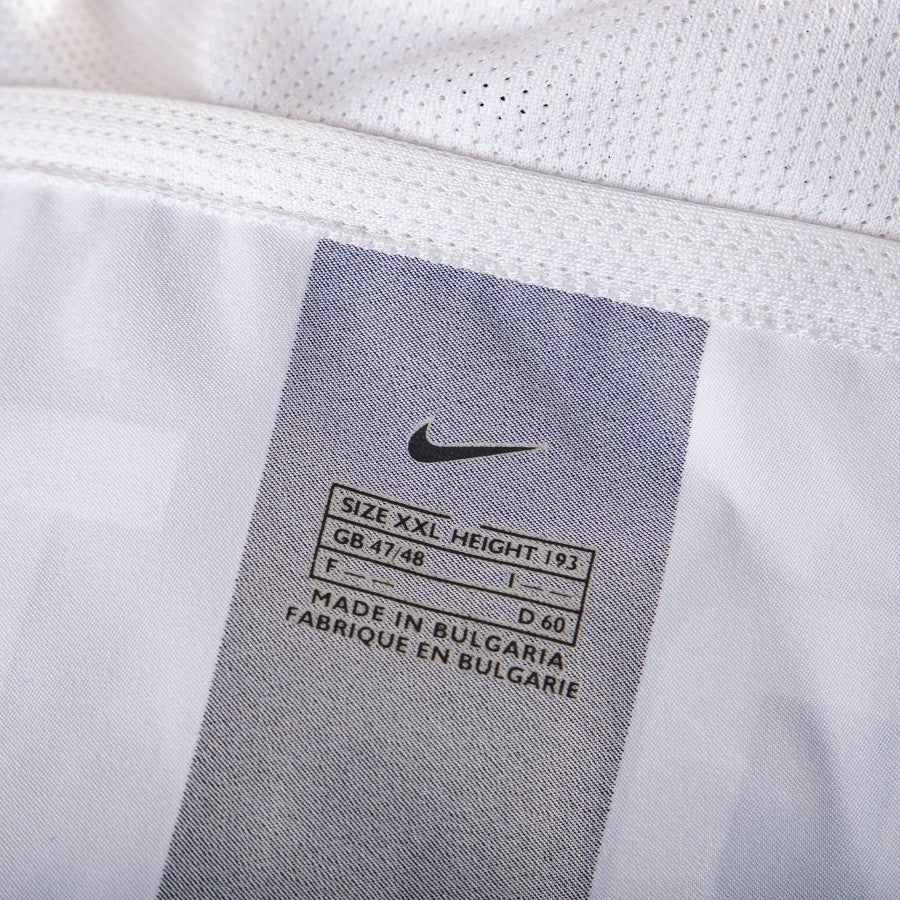 SIZE XXL HEIGHT 193
GB 47/48 I — —
F — — D 60
MADE IN BULGARIA
FABRIQUE EN BULGARIE